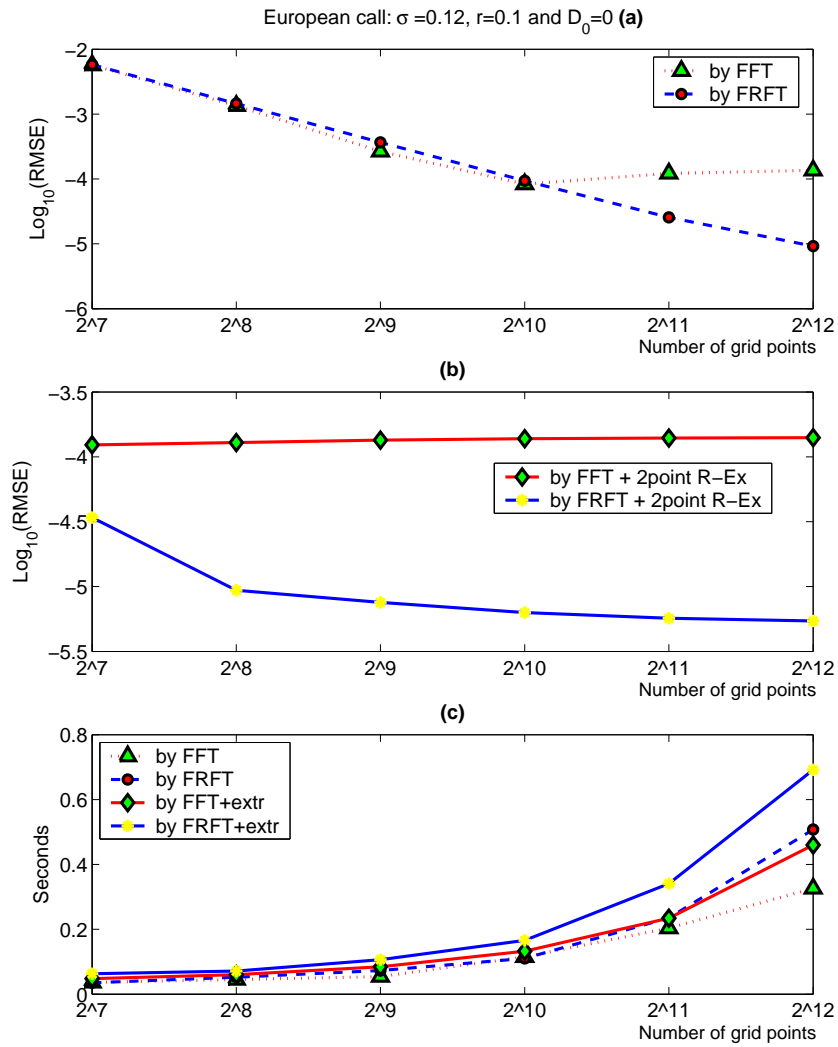 European call: σ =0.12, r=0.1 and D_0=0 (a)
−2
−3
−4
−5
−6
Log_10(RMSE)
by FFT
by FRFT
2^7 2^8 2^9 2^10 2^11 2^12
Number of grid points
(b)
−3.5
−4
−4.5
−5
−5.5
Log_10(RMSE)
by FFT + 2point R−Ex
by FRFT + 2point R−Ex
2^7 2^8 2^9 2^10 2^11 2^12
Number of grid points
(c)
0.8
0.6
0.4
0.2
0
Seconds
by FFT
by FRFT
by FFT+extr
by FRFT+extr
2^7 2^8 2^9 2^10 2^11 2^12
Number of grid points